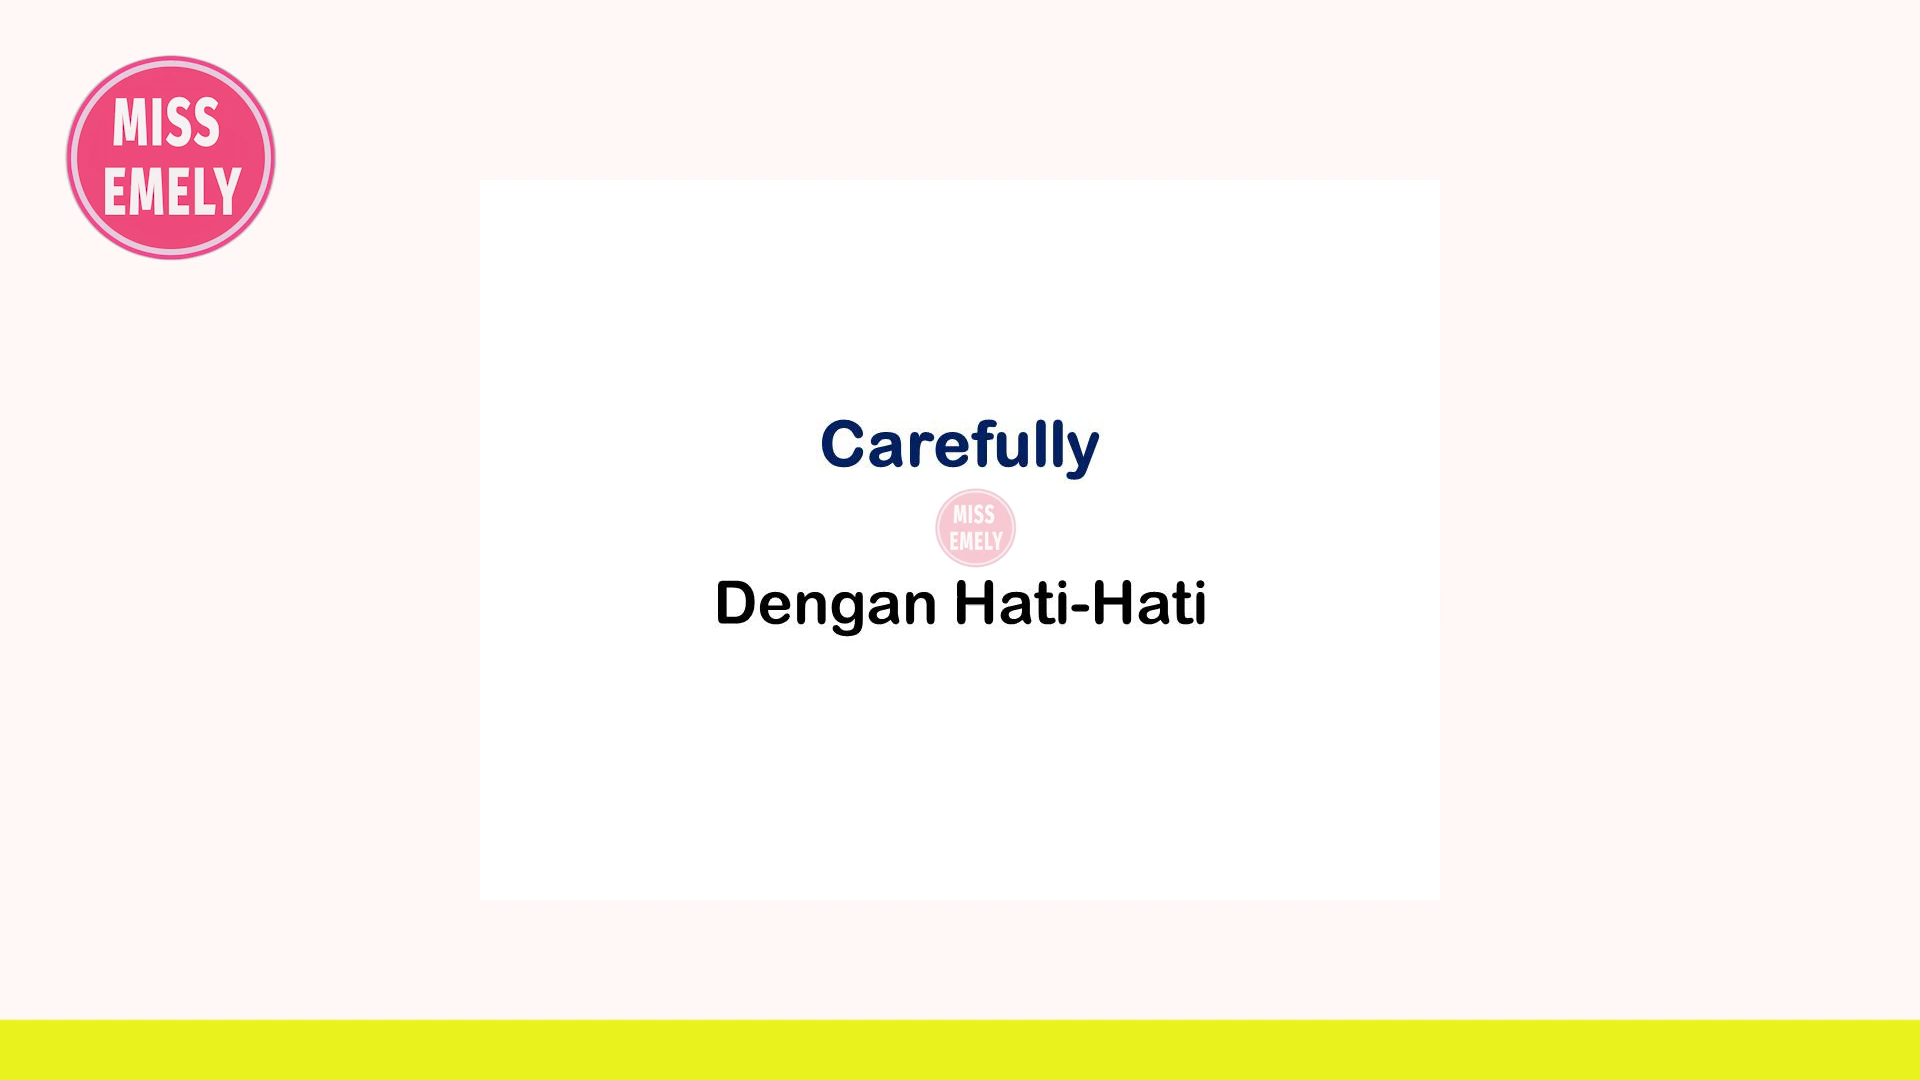 MISS
EMELY
Carefully
MISS
EMELY
Dengan Hati-Hati